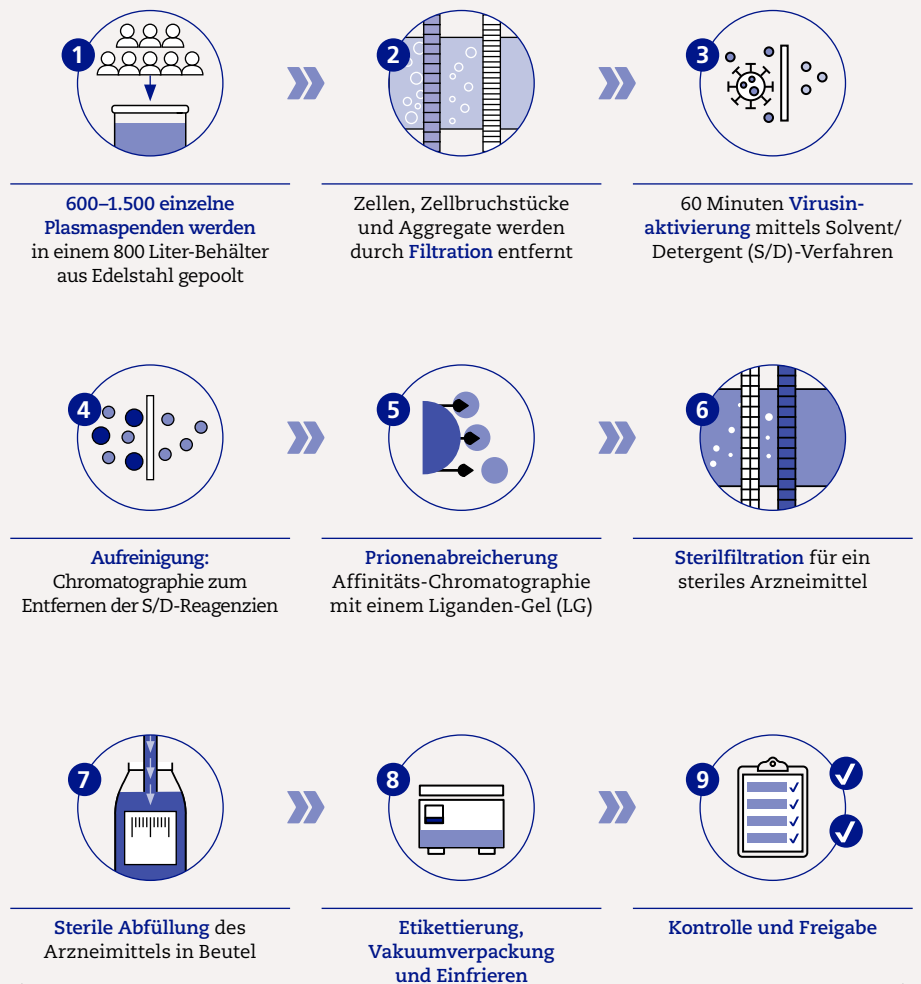 1
600–1.500 einzelne
Plasmaspenden werden
in einem 800 Liter-Behälter
aus Edelstahl gepoolt
2
Zellen, Zellbruchstücke
und Aggregate werden
durch Filtration entfernt
3
60 Minuten Virusin-
aktivierung mittels Solvent/
Detergent (S/D)-Verfahren
4
Aufreinigung:
Chromatographie zum
Entfernen der S/D-Reagenzien
5
Prionenabreicherung
Affinitäts-Chromatographie
mit einem Liganden-Gel (LG)
6
Sterilfiltration für ein
steriles Arzneimittel
7
Sterile Abfüllung des
Arzneimittels in Beutel
8
Etikettierung,
Vakuumverpackung
und Einfrieren
9
Kontrolle und Freigabe